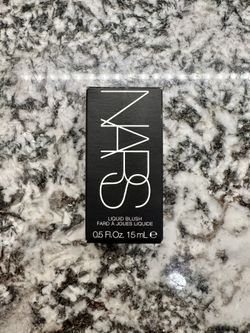 NARS
LIQUID BLUSH
FARD À JOUES LIQUIDE
0.5 Fl.Oz. 15 mL ℮